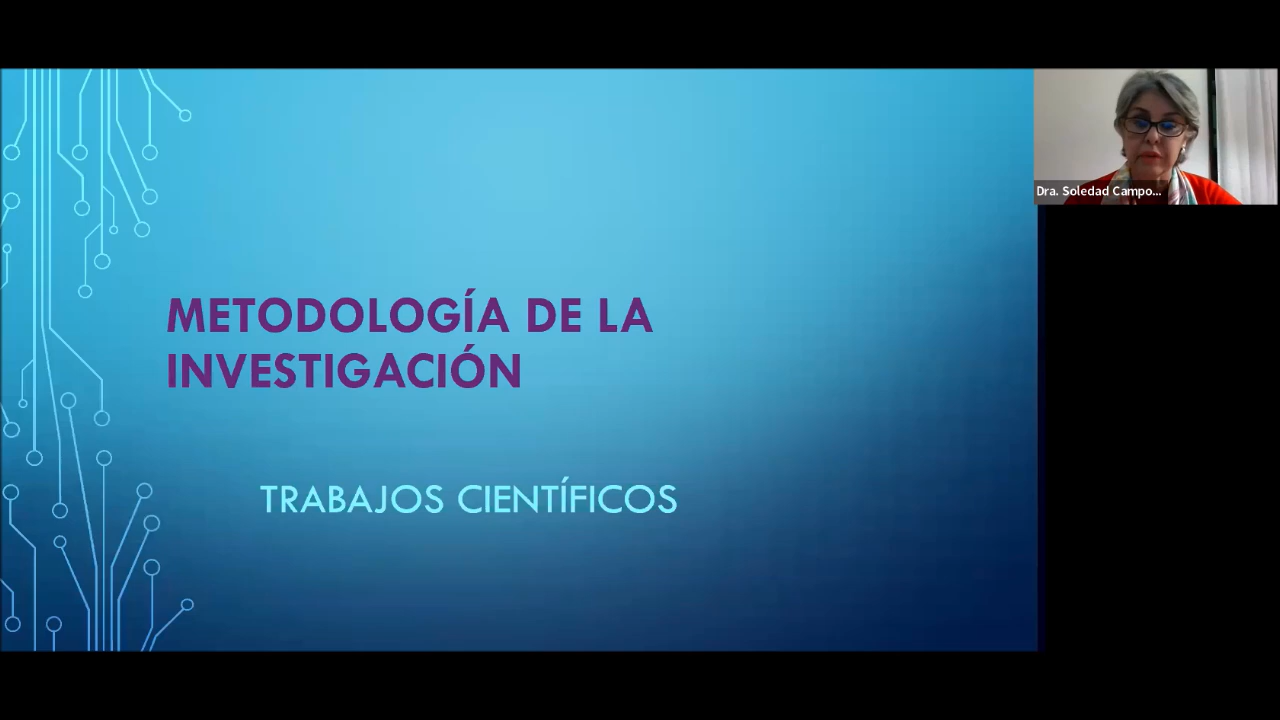 METODOLOGÍA DE LA
INVESTIGACIÓN
TRABAJOS CIENTÍFICOS
Dra. Soledad Campo...